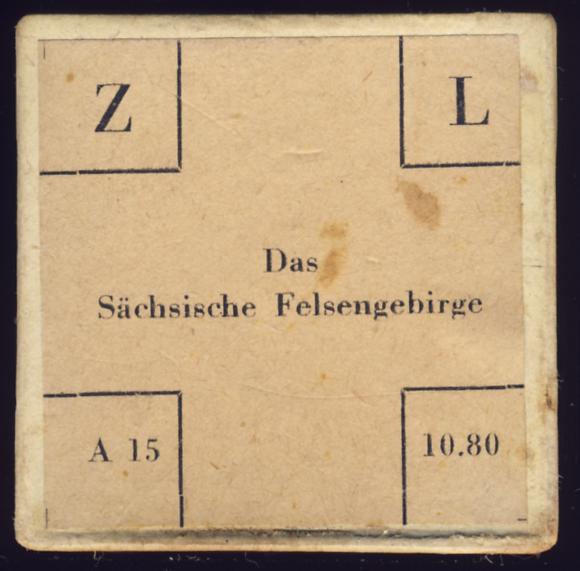 Z
L
Das
Sächsische Felsengebirge
A 15
10.80